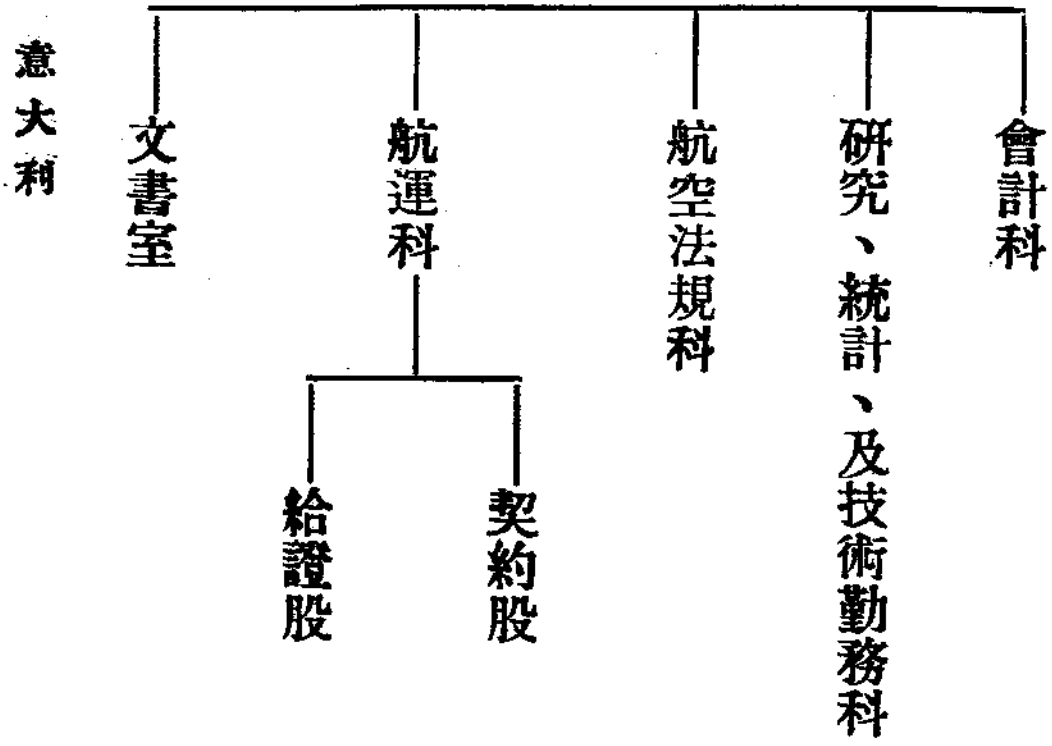 會計科
研究、統計、及技術勤務科
航空法規科
航運科
契約股
給證股
文書室
意大利